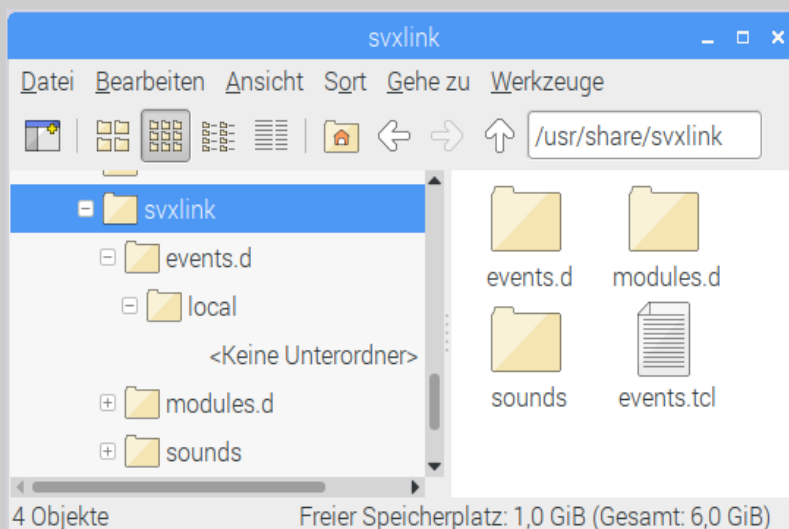 svxlink
Datei Bearbeiten Ansicht Sort Gehe zu Werkzeuge
/usr/share/svxlink
svxlink
events.d
local
<Keine Unterordner>
modules.d
sounds
events.d modules.d
sounds events.tcl
4 Objekte Freier Speicherplatz: 1,0 GiB (Gesamt: 6,0 GiB)